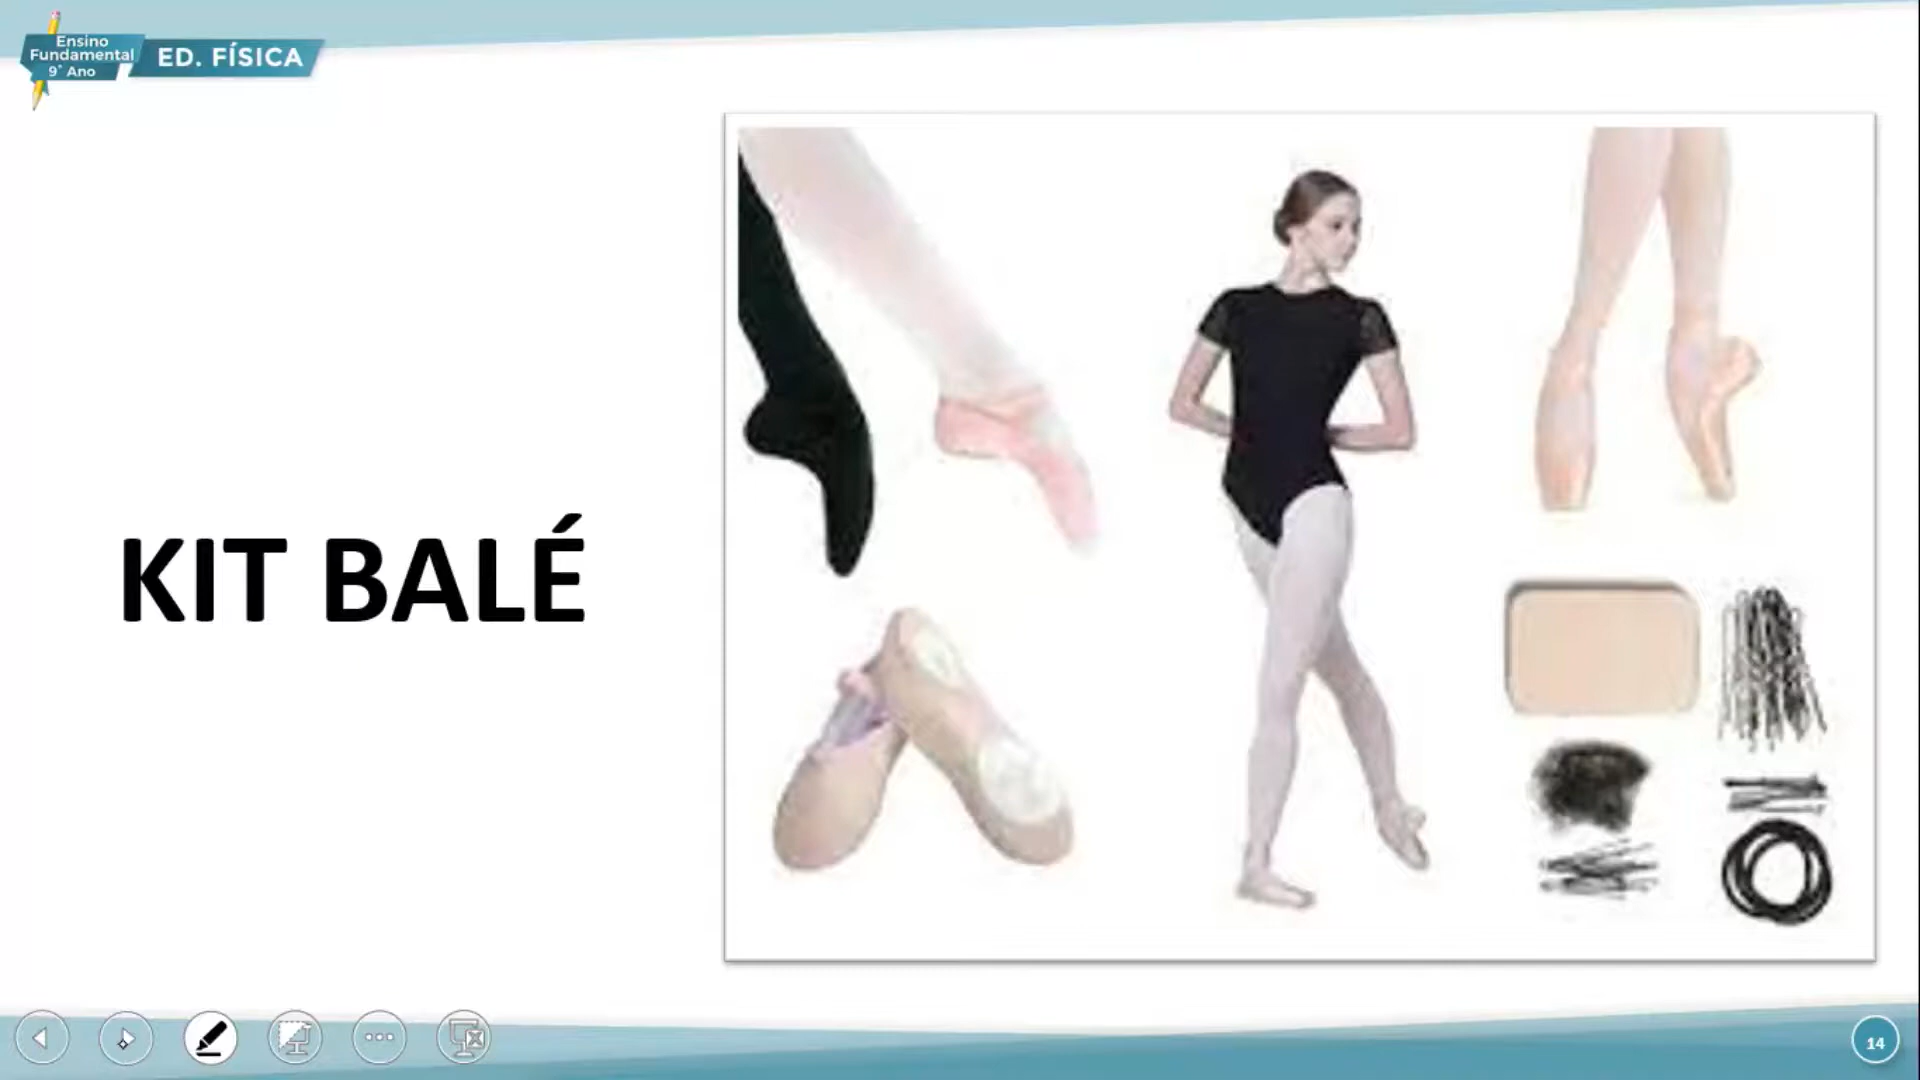 Ensino
Fundamental
9° Ano
ED. FÍSICA
KIT BALÉ
14